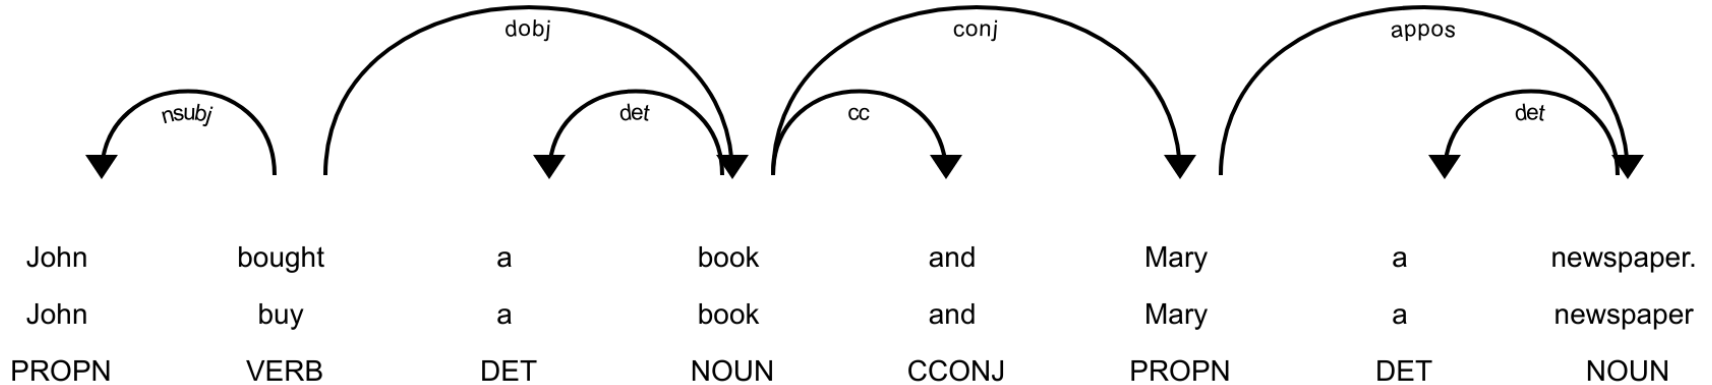 dobj conj appos
nsubj det cc det
John bought a book and Mary a newspaper.
John buy a book and Mary a newspaper
PROPN VERB DET NOUN CCONJ PROPN DET NOUN